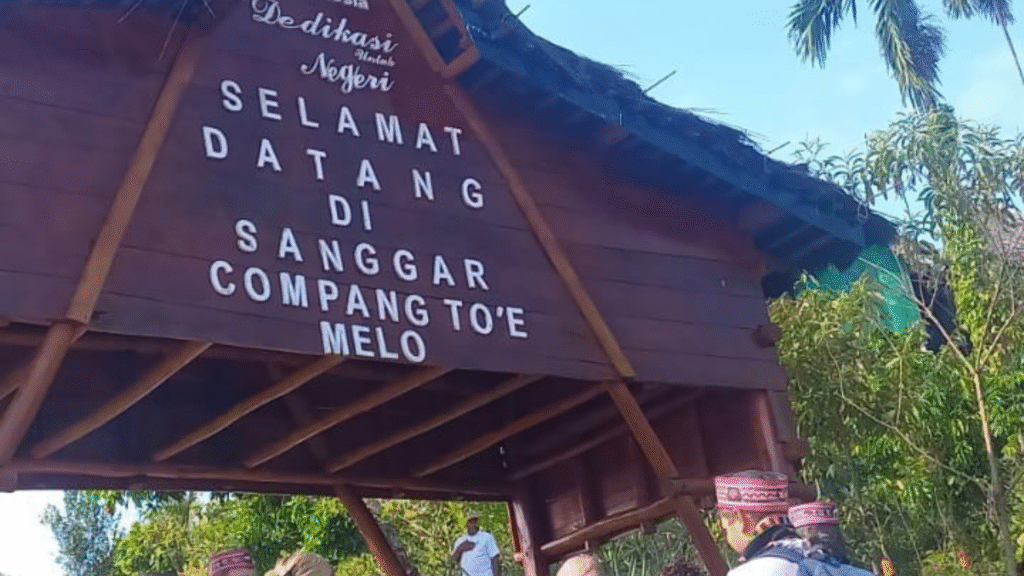 Dedikasi
Untuk
Negeri
SELAMAT
DATANG
DI
SANGGAR
COMPANG TO'E
MELO